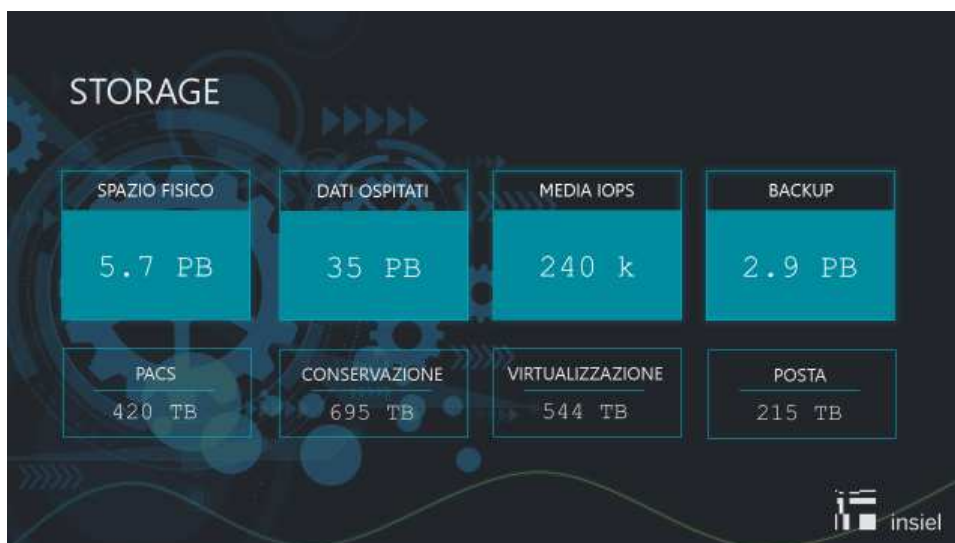 STORAGE
SPAZIO FISICO
5.7 PB
DATI OSPITATI
35 PB
MEDIA IOPS
240 k
BACKUP
2.9 PB
PACS
420 TB
CONSERVAZIONE
695 TB
VIRTUALIZZAZIONE
544 TB
POSTA
215 TB
insiel